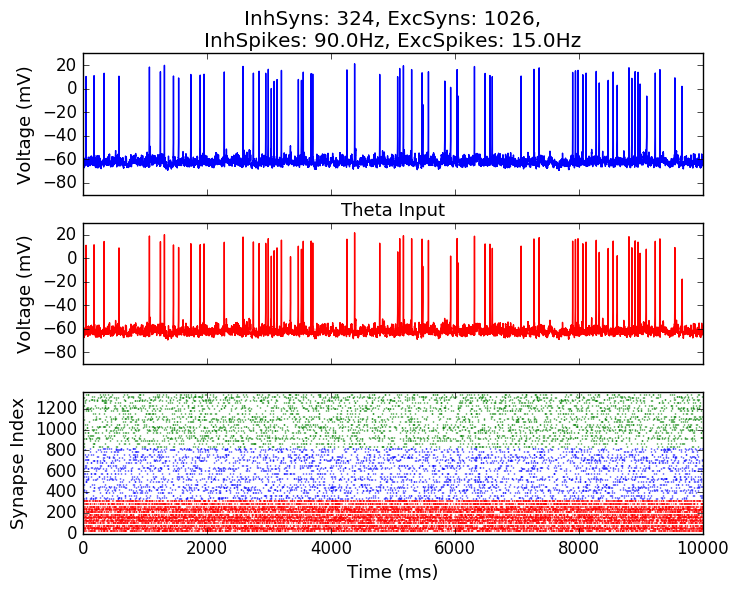 InhSyns: 324, ExcSyns: 1026,
InhSpikes: 90.0Hz, ExcSpikes: 15.0Hz
Voltage (mV)
20
0
−20
−40
−60
−80
Theta Input
Voltage (mV)
20
0
−20
−40
−60
−80
Synapse Index
1200
1000
800
600
400
200
0
0 2000 4000 6000 8000 10000
Time (ms)